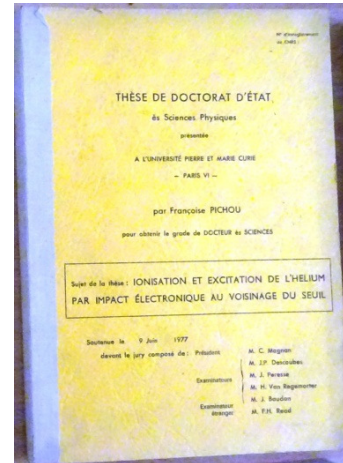 N° d'enregistrement
au CNRS :
THÈSE DE DOCTORAT D'ÉTAT
ès Sciences Physiques
présentée
A L'UNIVERSITÉ PIERRE ET MARIE CURIE
– PARIS VI –
par Françoise PICHOU
pour obtenir le grade de DOCTEUR ès SCIENCES
Sujet de la thèse : IONISATION ET EXCITATION DE L'HELIUM
PAR IMPACT ÉLECTRONIQUE AU VOISINAGE DU SEUIL
Soutenue le 9 Juin 1977
devant le jury composé de : Président M. C. Magnan
M. J.P. Descoubes
Examinateurs M. J. Peresse
M. H. Van Regemorter
M. J. Baudon
Examinateur
étranger M. F.H. Read